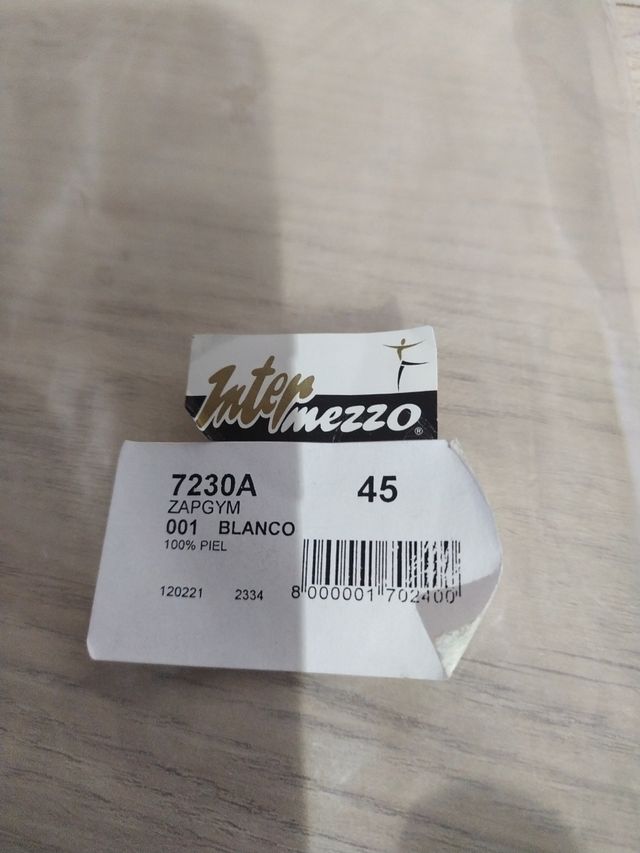 Intermezzo®
7230A 45
ZAPGYM
001 BLANCO
100% PIEL
120221 2334 8 000001 702400